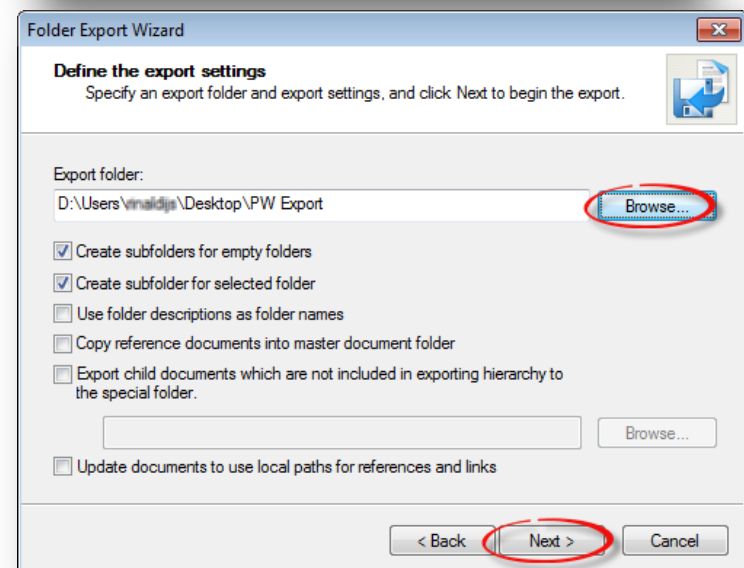 Folder Export Wizard
Define the export settings
Specify an export folder and export settings, and click Next to begin the export.
Export folder:
D:\Users\ \Desktop\PW Export
Browse...
Create subfolders for empty folders
Create subfolder for selected folder
Use folder descriptions as folder names
Copy reference documents into master document folder
Export child documents which are not included in exporting hierarchy to
the special folder.
Browse...
Update documents to use local paths for references and links
< Back
Next >
Cancel